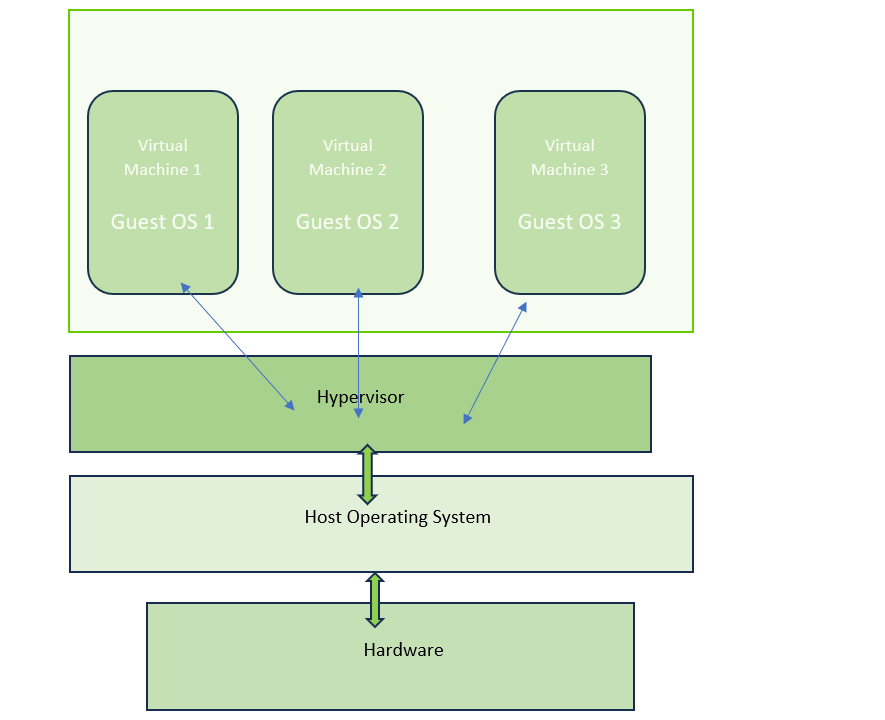 Virtual
Machine 1
Guest OS 1
Virtual
Machine 2
Guest OS 2
Virtual
Machine 3
Guest OS 3
Hypervisor
Host Operating System
Hardware